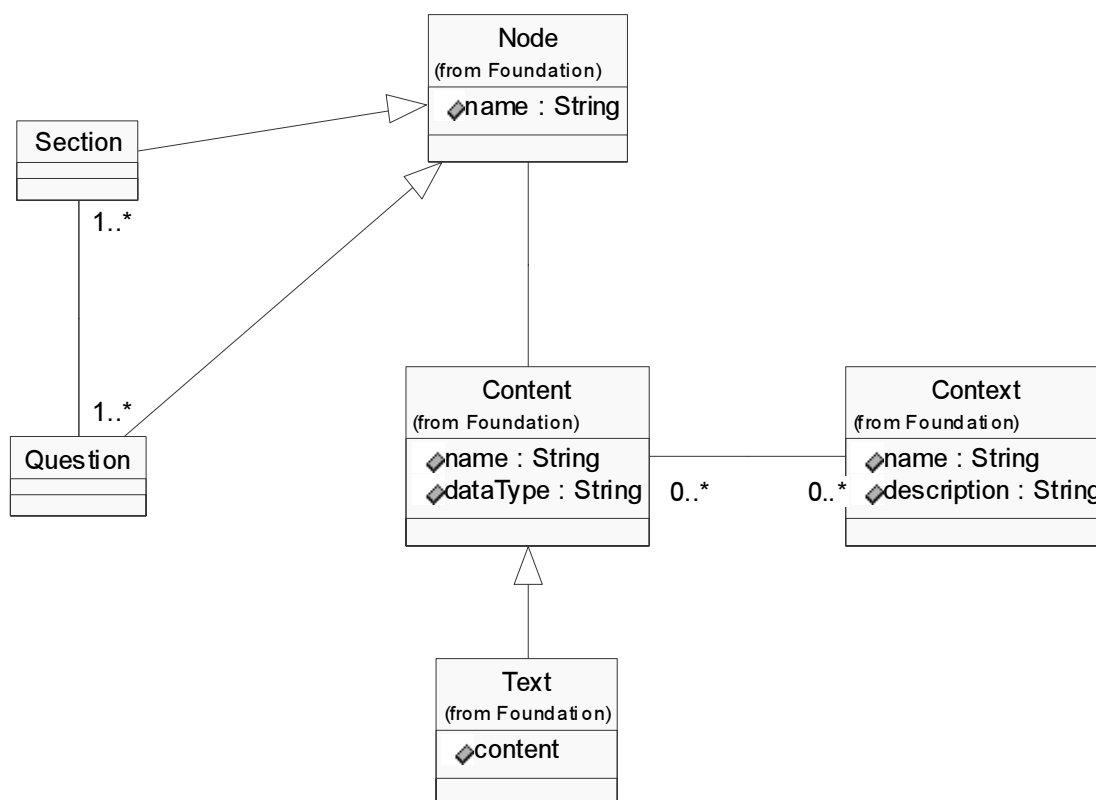 Node
(from Foundation)
name : String
Section
1..*
1..*
Question
Content
(from Foundation)
name : String
dataType : String
0..*
0..*
Context
(from Foundation)
name : String
description : String
Text
(from Foundation)
content